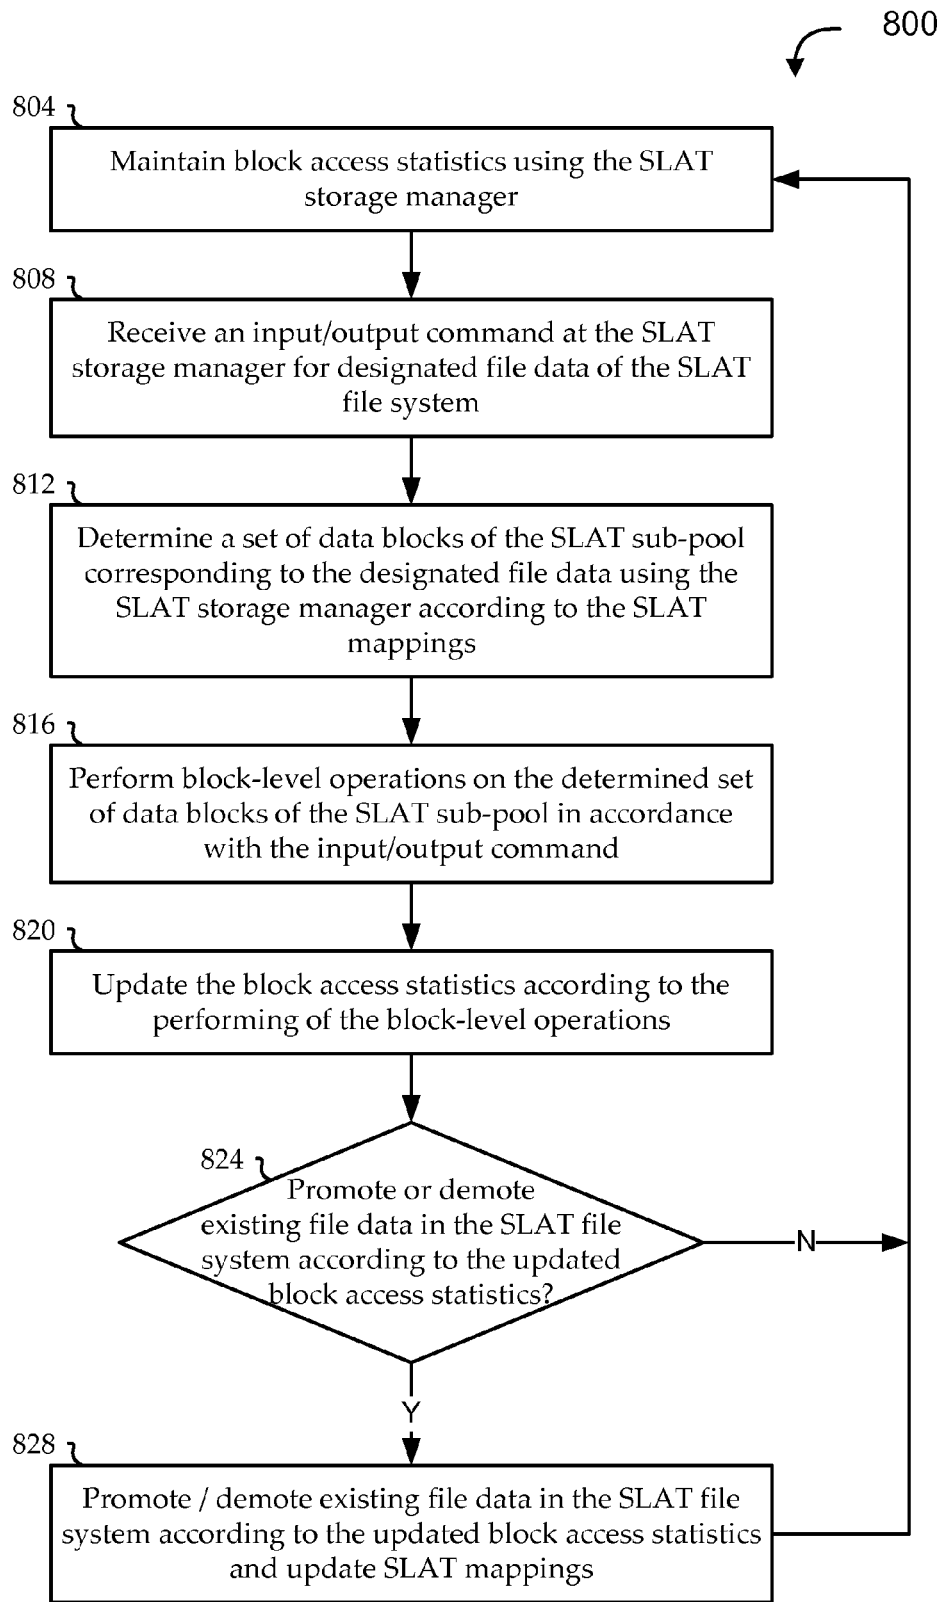 800
804
Maintain block access statistics using the SLAT
storage manager
808
Receive an input/output command at the SLAT
storage manager for designated file data of the SLAT
file system
812
Determine a set of data blocks of the SLAT sub-pool
corresponding to the designated file data using the
SLAT storage manager according to the SLAT
mappings
816
Perform block-level operations on the determined set
of data blocks of the SLAT sub-pool in accordance
with the input/output command
820
Update the block access statistics according to the
performing of the block-level operations
824
Promote or demote
existing file data in the SLAT file
system according to the updated
block access statistics?
N
Y
828
Promote / demote existing file data in the SLAT file
system according to the updated block access statistics
and update SLAT mappings